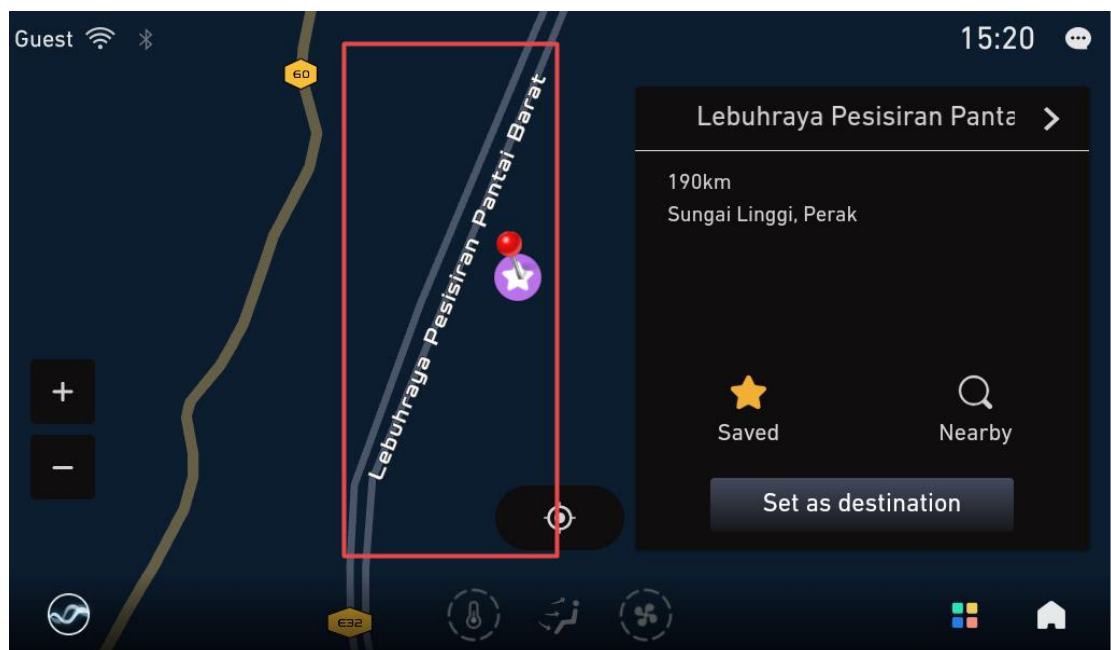 Guest
15:20
60
Lebuhraya Pesisiran Pantai Barat
Lebuhraya Pesisiran Panta
190km
Sungai Linggi, Perak
Saved
Nearby
Set as destination
E32